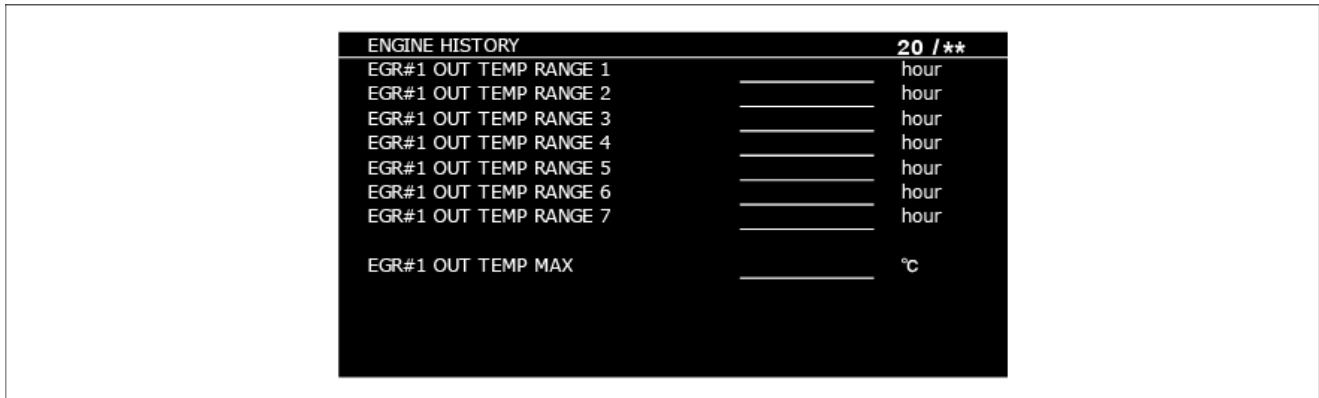 ENGINE HISTORY 20 /**
EGR#1 OUT TEMP RANGE 1 hour
EGR#1 OUT TEMP RANGE 2 hour
EGR#1 OUT TEMP RANGE 3 hour
EGR#1 OUT TEMP RANGE 4 hour
EGR#1 OUT TEMP RANGE 5 hour
EGR#1 OUT TEMP RANGE 6 hour
EGR#1 OUT TEMP RANGE 7 hour
EGR#1 OUT TEMP MAX ℃